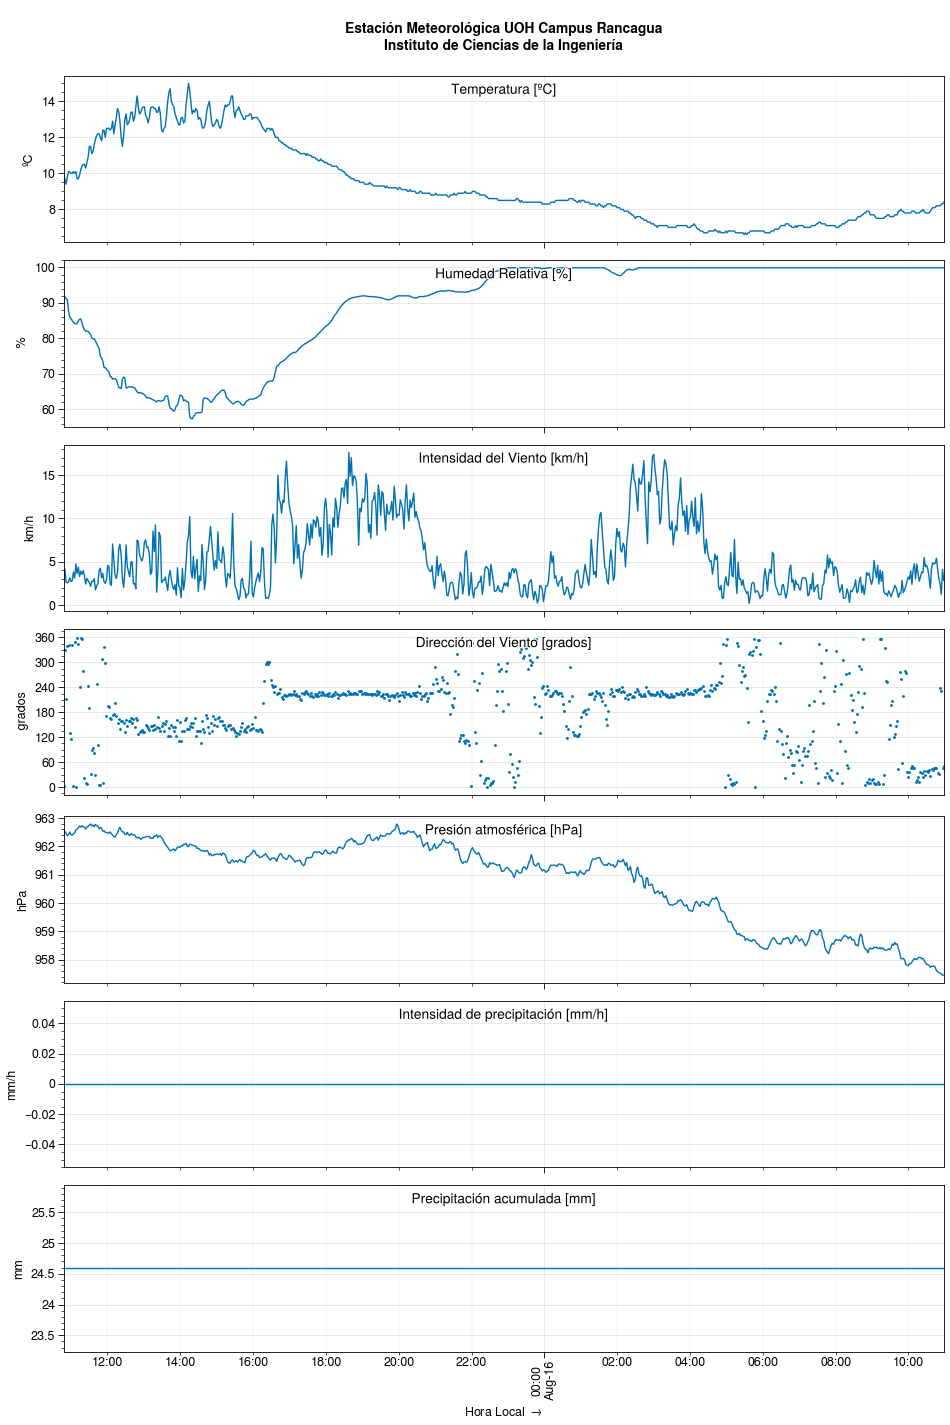 Estación Meteorológica UOH Campus Rancagua
Instituto de Ciencias de la Ingeniería
Temperatura [ºC]
ºC
14
12
10
8
Humedad Relativa [%]
%
100
90
80
70
60
Intensidad del Viento [km/h]
km/h
15
10
5
0
Dirección del Viento [grados]
grados
360
300
240
180
120
60
0
Presión atmosférica [hPa]
hPa
963
962
961
960
959
958
Intensidad de precipitación [mm/h]
mm/h
0.04
0.02
0
−0.02
−0.04
Precipitación acumulada [mm]
mm
25.5
25
24.5
24
23.5
12:00 14:00 16:00 18:00 20:00 22:00 00:00 02:00 04:00 06:00 08:00 10:00
Aug-16
Hora Local →